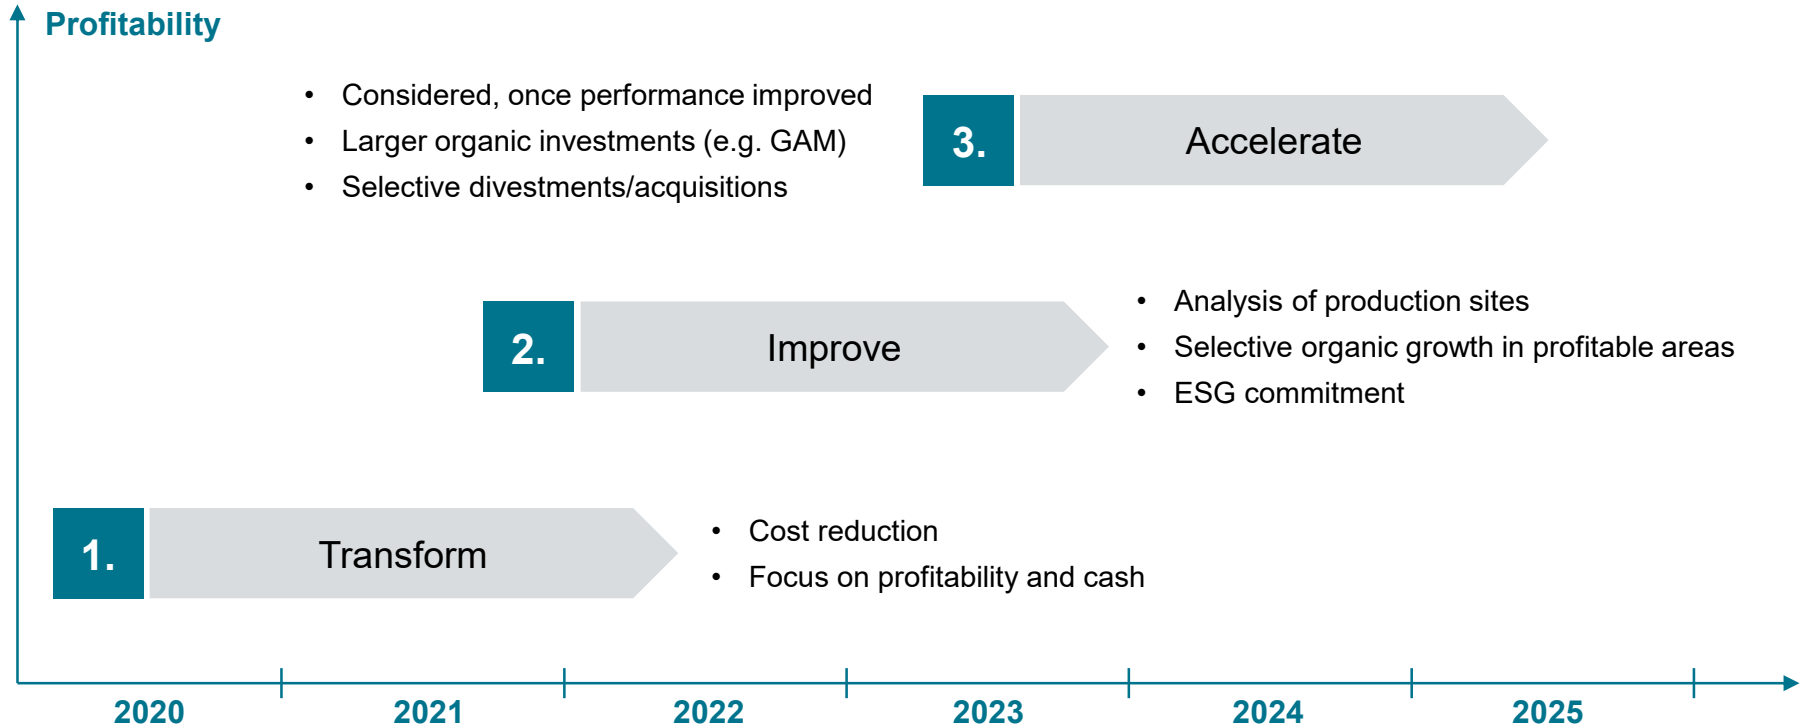 Profitability
• Considered, once performance improved
• Larger organic investments (e.g. GAM)
• Selective divestments/acquisitions
3. Accelerate
2. Improve
• Analysis of production sites
• Selective organic growth in profitable areas
• ESG commitment
1. Transform
• Cost reduction
• Focus on profitability and cash
2020 2021 2022 2023 2024 2025